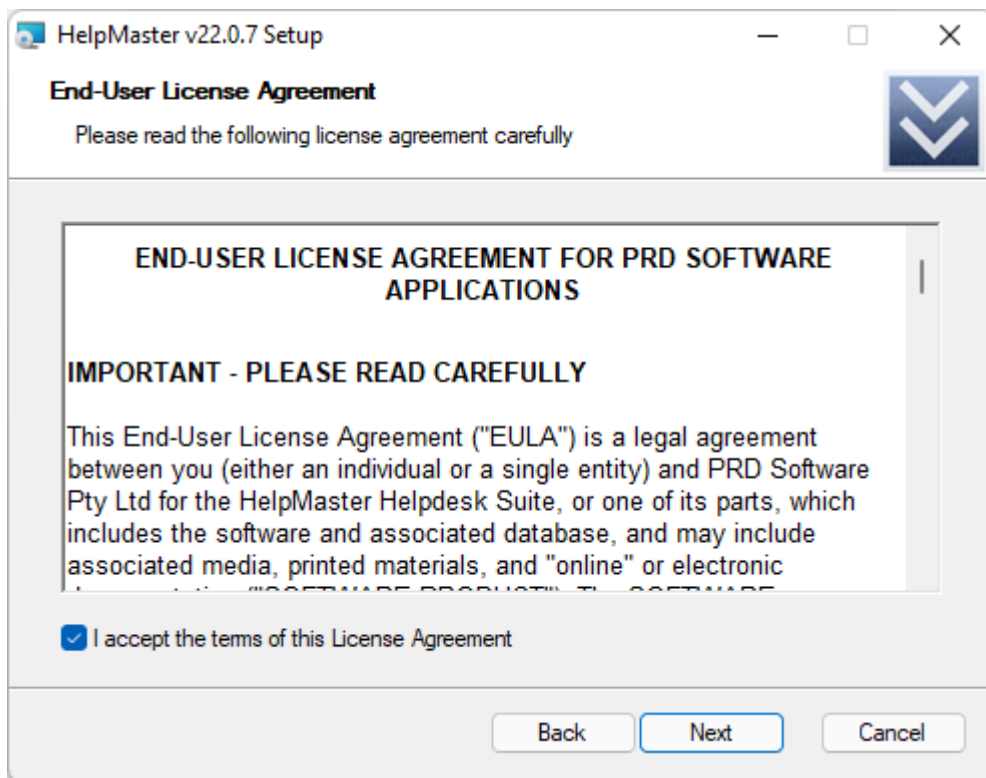 HelpMaster v22.0.7 Setup
End-User License Agreement
Please read the following license agreement carefully
END-USER LICENSE AGREEMENT FOR PRD SOFTWARE
APPLICATIONS
IMPORTANT - PLEASE READ CAREFULLY
This End-User License Agreement ("EULA") is a legal agreement
between you (either an individual or a single entity) and PRD Software
Pty Ltd for the HelpMaster Helpdesk Suite, or one of its parts, which
includes the software and associated database, and may include
associated media, printed materials, and "online" or electronic
I accept the terms of this License Agreement
Back
Next
Cancel